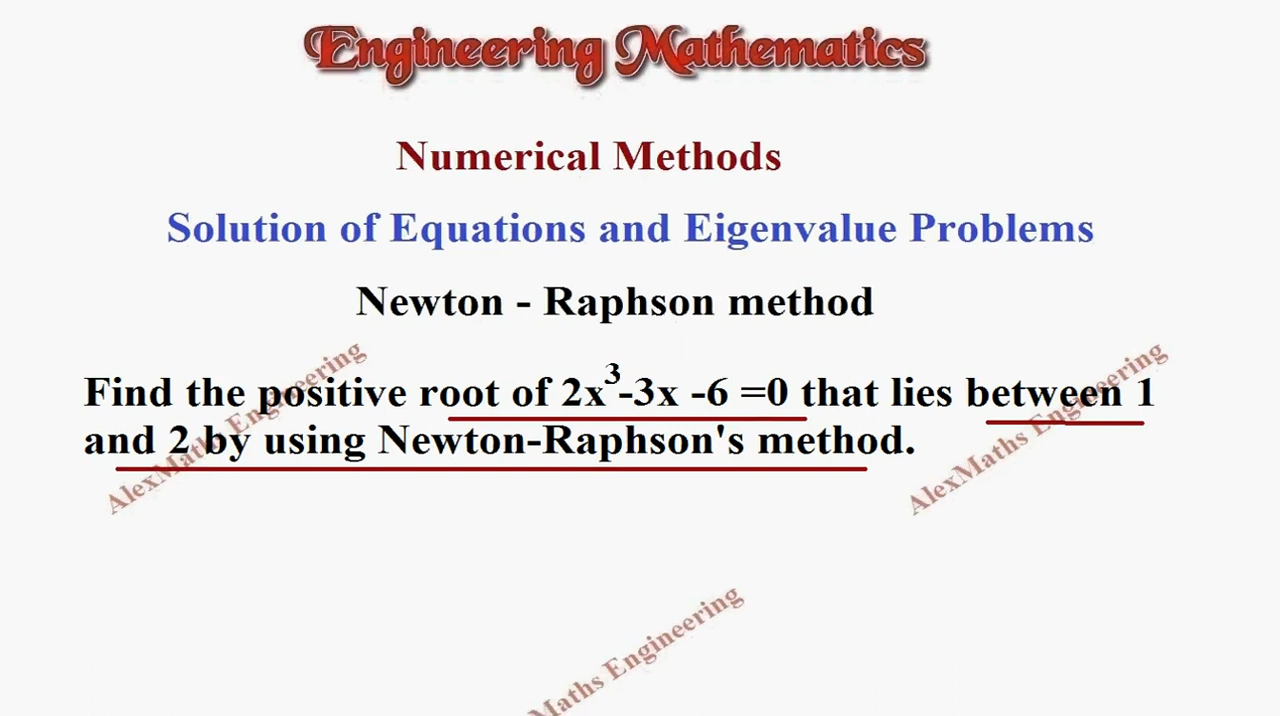 Engineering Mathematics
Numerical Methods
Solution of Equations and Eigenvalue Problems
Newton - Raphson method
Find the positive root of 2x³-3x -6 =0 that lies between 1
and 2 by using Newton-Raphson's method.
AlexMaths Engineering
AlexMaths Engineering
Maths Engineering